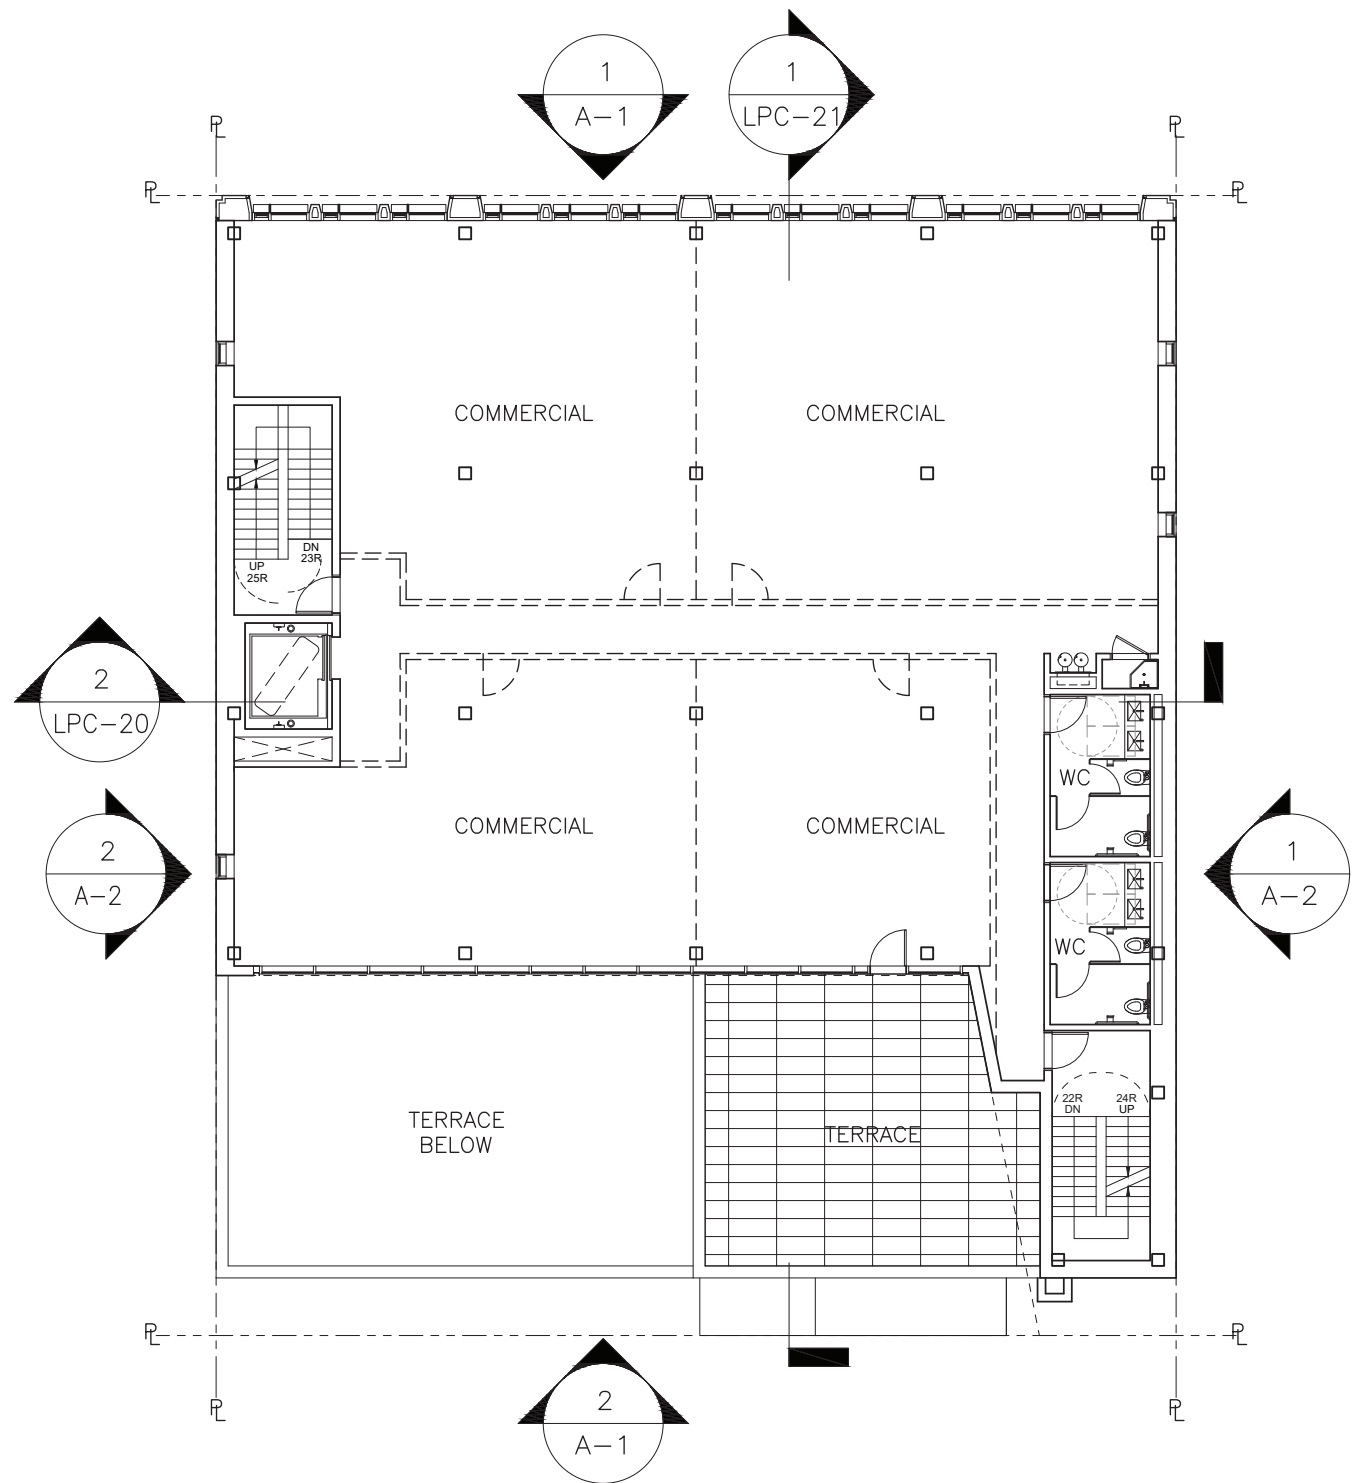 1
A-1
1
LPC-21
PL
PL
PL
PL
COMMERCIAL
COMMERCIAL
DN
23R
UP
25R
2
LPC-20
WC
COMMERCIAL
COMMERCIAL
2
A-2
1
A-2
WC
22R
DN
24R
UP
TERRACE
BELOW
TERRACE
PL
PL
PL
PL
2
A-1